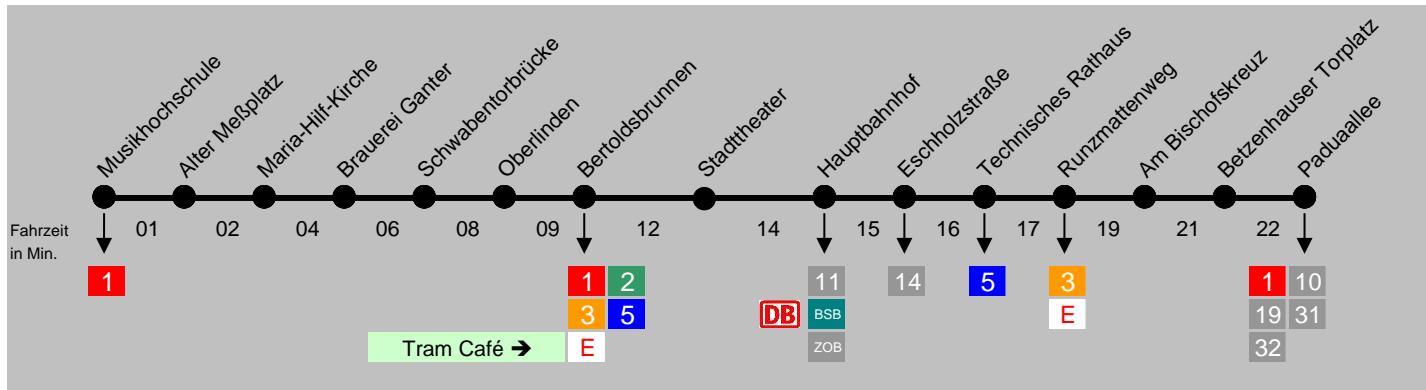 Musikhochschule
Alter Meßplatz
Maria-Hilf-Kirche
Brauerei Ganter
Schwabentorbrücke
Oberlinden
Bertoldsbrunnen
Stadttheater
Hauptbahnhof
Eschholzstraße
Technisches Rathaus
Runzmattenweg
Am Bischofskreuz
Betzenhauser Torplatz
Paduaallee
Fahrzeit 01 02 04 06 08 09 12 14 15 16 17 19 21 22
in Min.
1 1 2 11 14 5 3 1 10
3 5 DB BSB E 19 31
Tram Café ➔ E ZOB 32